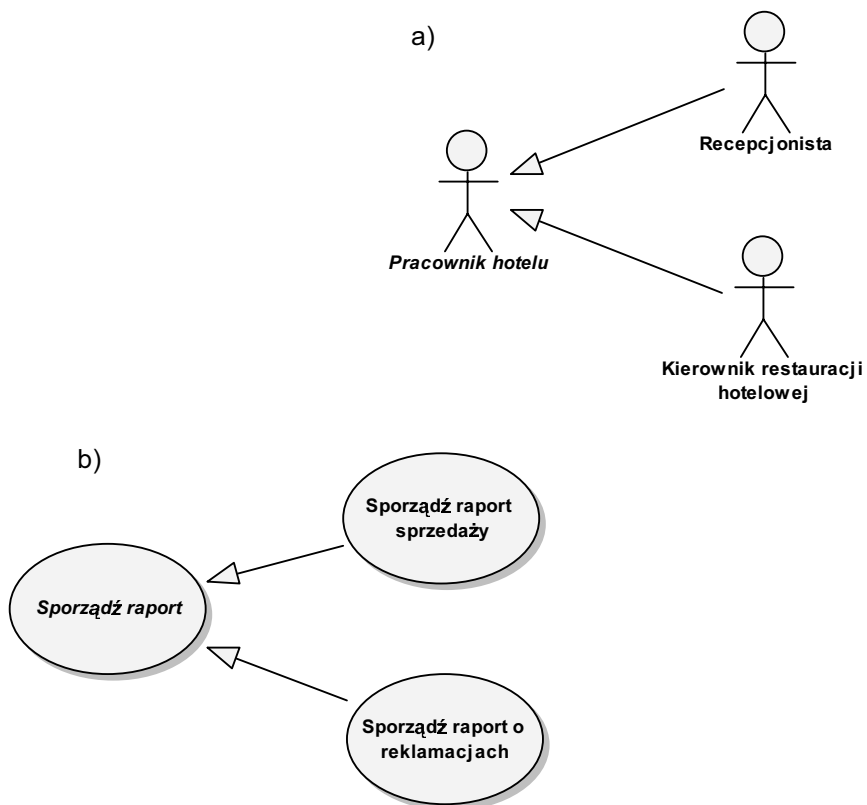 a)
Recepcjonista
Pracownik hotelu
Kierownik restauracji
hotelowej
b)
Sporządź raport
sprzedaży
Sporządź raport
Sporządź raport o
reklamacjach